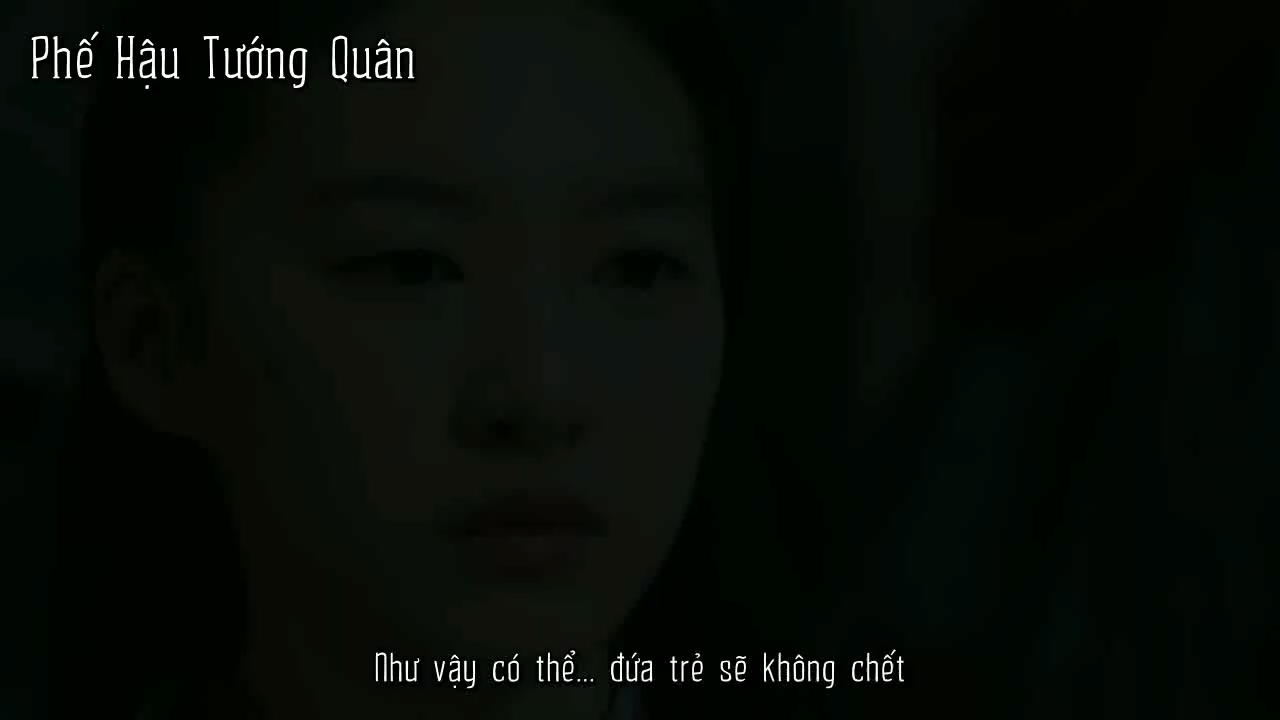 Phế Hậu Tướng Quân
Như vậy có thể... đứa trẻ sẽ không chết